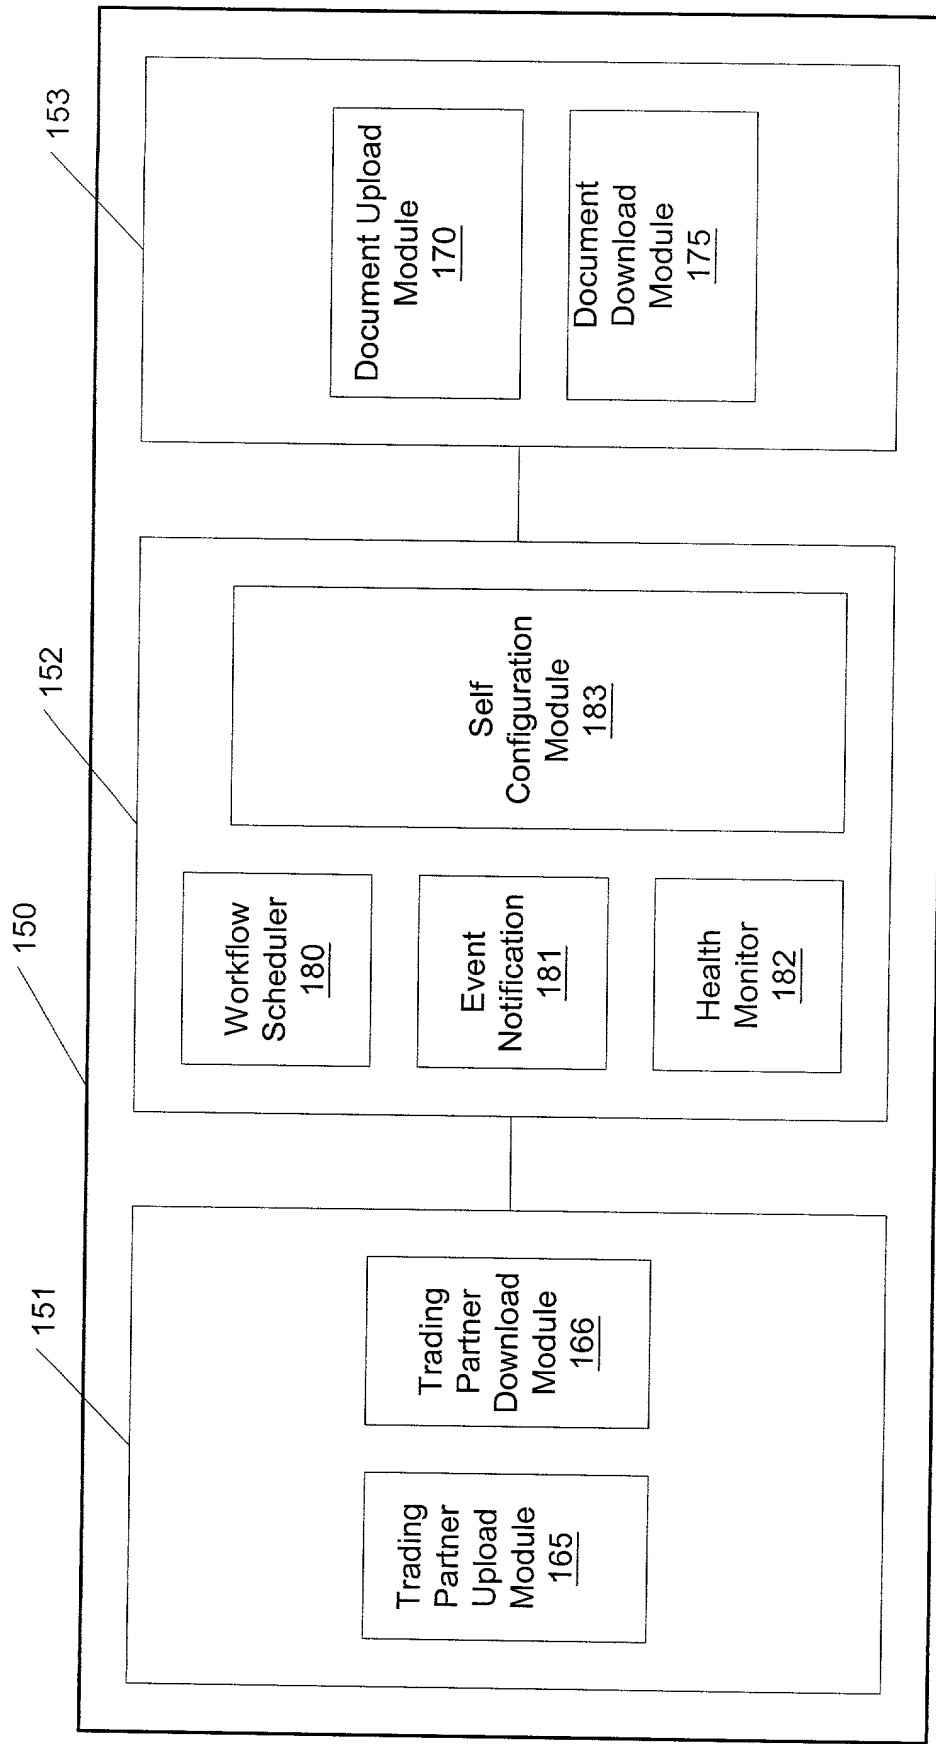 150
151
152
153
Trading
Partner
Upload
Module
165
Trading
Partner
Download
Module
166
Workflow
Scheduler
180
Event
Notification
181
Health
Monitor
182
Self
Configuration
Module
183
Document Upload
Module
170
Document
Download
Module
175